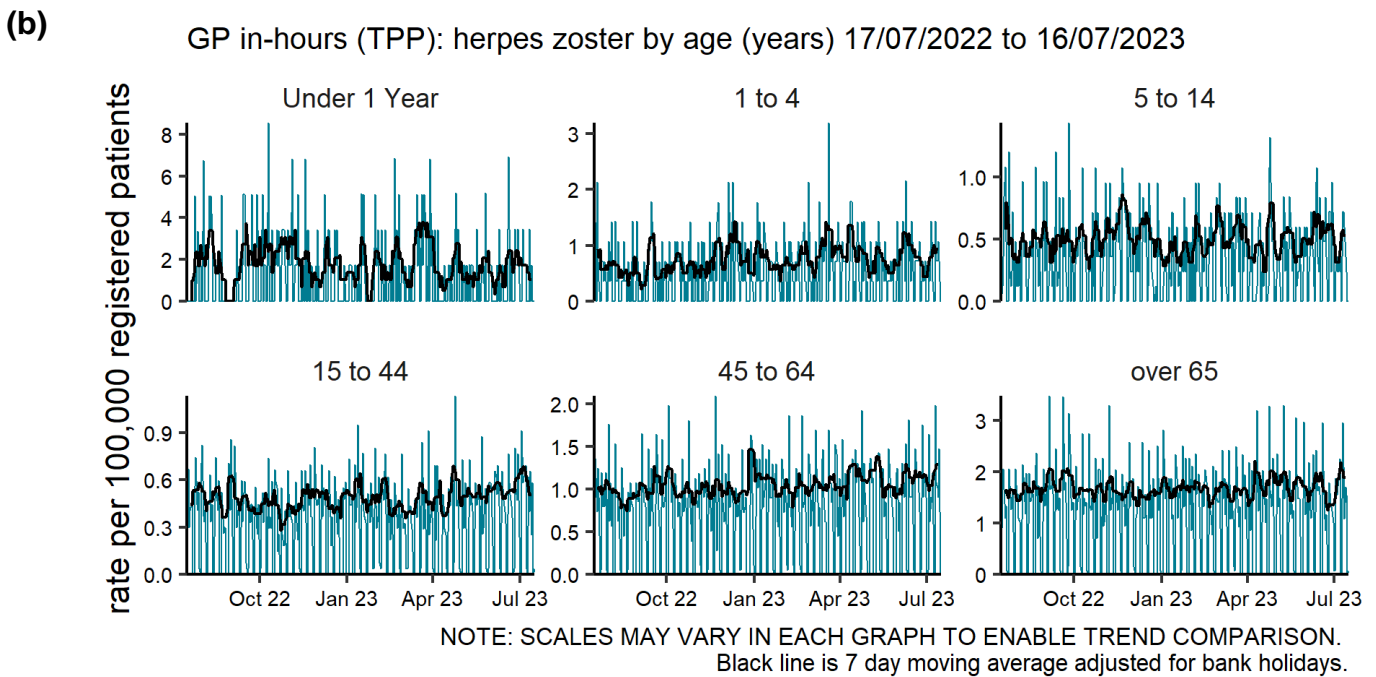 (b)
GP in-hours (TPP): herpes zoster by age (years) 17/07/2022 to 16/07/2023
rate per 100,000 registered patients
Under 1 Year
8
6
4
2
0
1 to 4
3
2
1
0
5 to 14
1.0
0.5
0.0
15 to 44
0.9
0.6
0.3
0.0
Oct 22 Jan 23 Apr 23 Jul 23
45 to 64
2.0
1.5
1.0
0.5
0.0
Oct 22 Jan 23 Apr 23 Jul 23
over 65
3
2
1
0
Oct 22 Jan 23 Apr 23 Jul 23
NOTE: SCALES MAY VARY IN EACH GRAPH TO ENABLE TREND COMPARISON.
Black line is 7 day moving average adjusted for bank holidays.